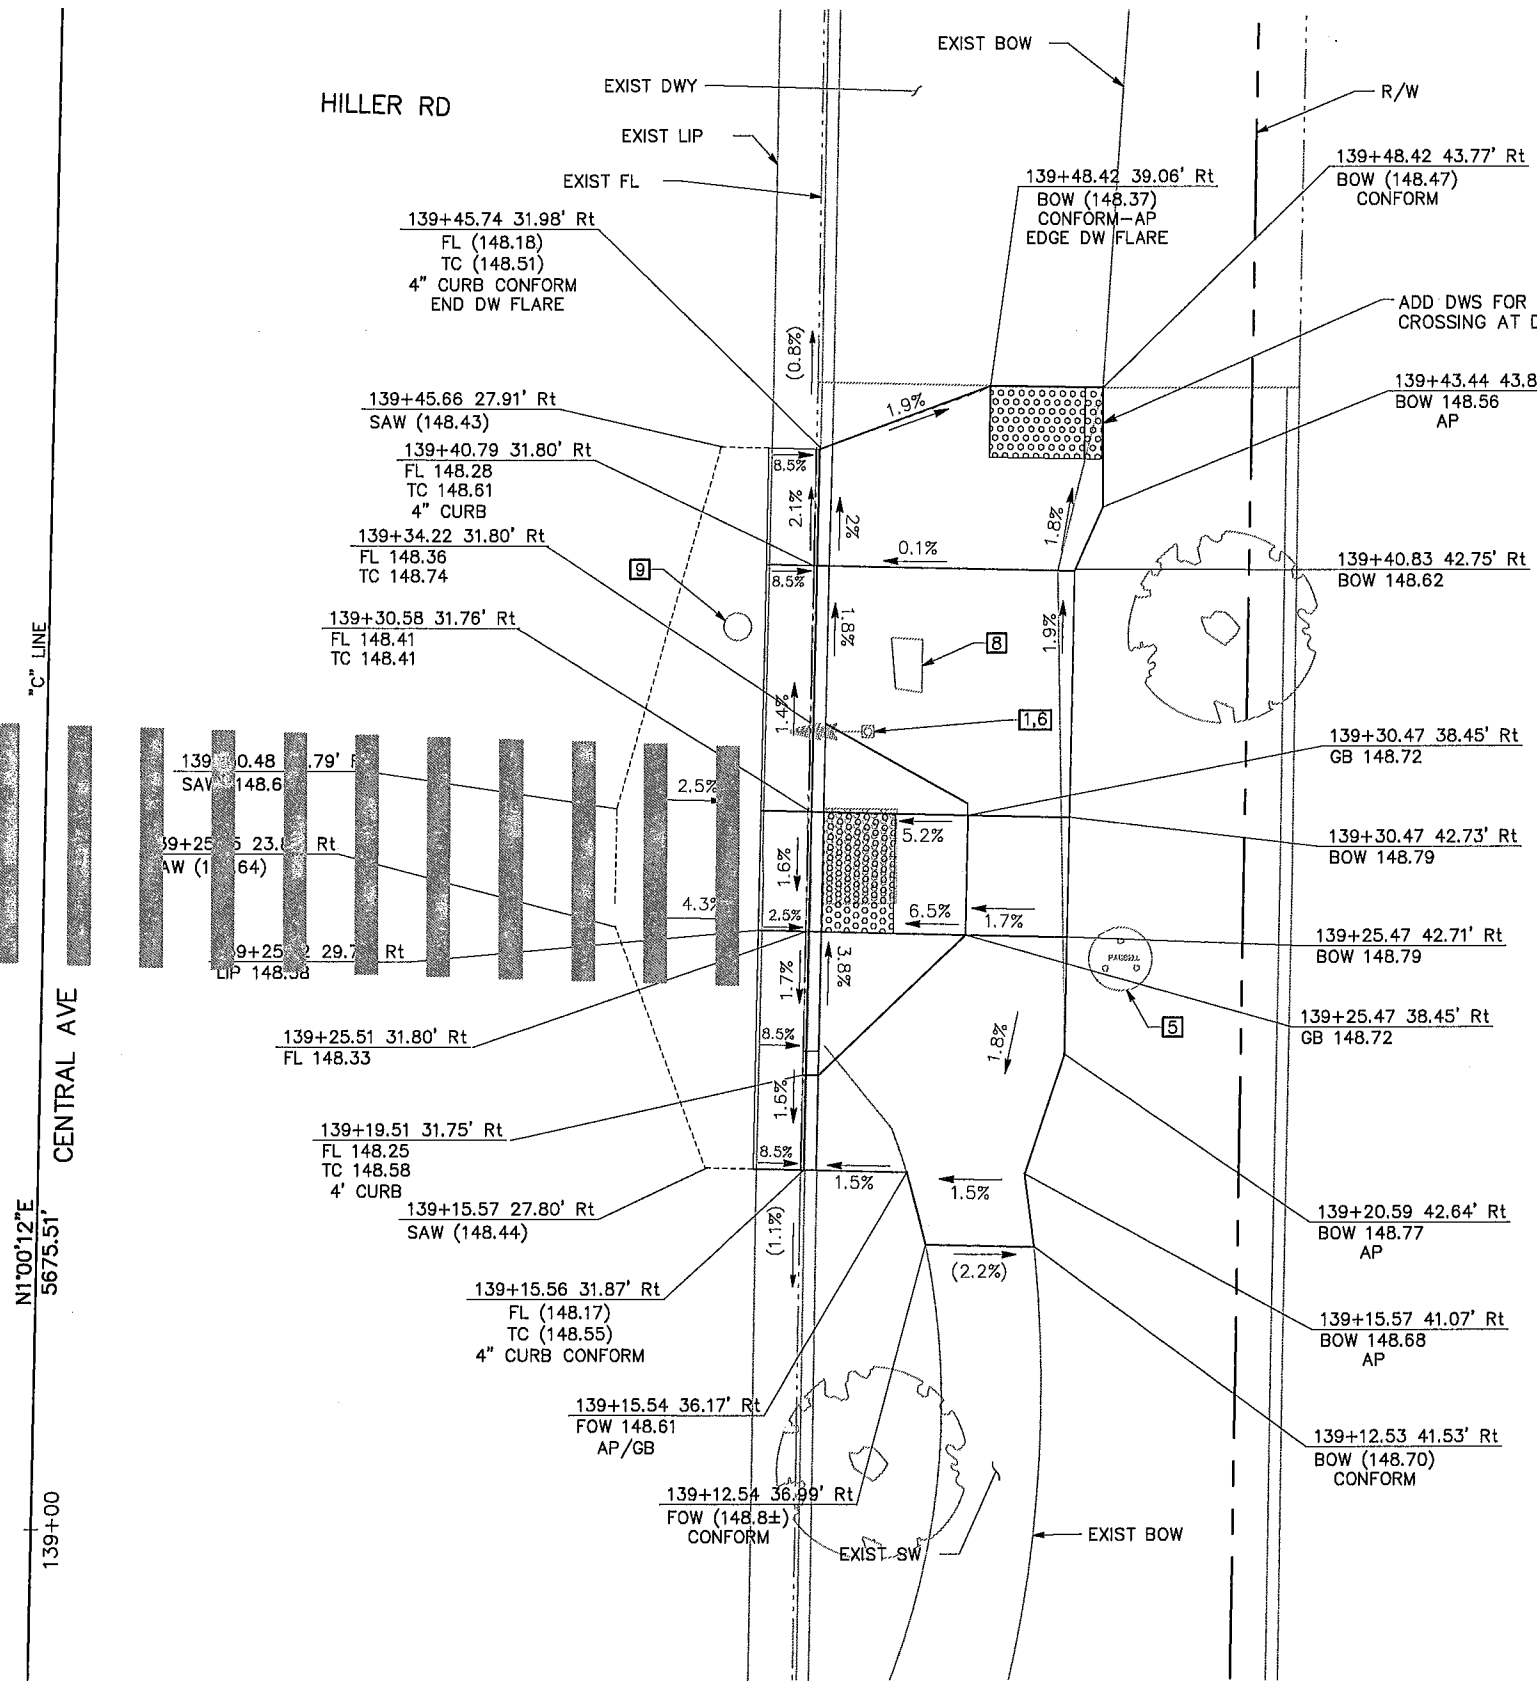 HILLER RD
EXIST BOW
EXIST DWY
R/W
EXIST LIP
EXIST FL
139+48.42 43.77' Rt
BOW (148.47)
CONFORM
139+48.42 39.06' Rt
BOW (148.37)
CONFORM-AP
EDGE DW FLARE
139+45.74 31.98' Rt
FL (148.18)
TC (148.51)
4" CURB CONFORM
END DW FLARE
ADD DWS FOR
CROSSING AT
(0.8%)
139+43.44
BOW 148.56
AP
139+45.66 27.91' Rt
SAW (148.43)
1.9%
139+40.79 31.80' Rt
FL 148.28
TC 148.61
4" CURB
8.5%
2.1%
2%
1.8%
0.1%
139+34.22 31.80' Rt
FL 148.36
TC 148.74
9
8.5%
139+40.83 42.75' Rt
BOW 148.62
139+30.58 31.76' Rt
FL 148.41
TC 148.41
1.8%
8
1.9%
"C" LINE
1.4%
1,6
139+30.47 38.45' Rt
GB 148.72
SAW
2.5%
5.2%
139+30.47 42.73' Rt
BOW 148.79
Rt
1.6%
4.3%
2.5%
6.5%
1.7%
139+25.47 42.71' Rt
BOW 148.79
Rt
LIP
1.7%
3.8%
PACBELL
5
139+25.47 38.45' Rt
GB 148.72
139+25.51 31.80' Rt
FL 148.33
8.5%
1.8%
CENTRAL AVE
1.5%
139+19.51 31.75' Rt
FL 148.25
TC 148.58
4' CURB
8.5%
1.5%
1.5%
139+15.57 27.80' Rt
SAW (148.44)
139+20.59 42.64' Rt
BOW 148.77
AP
N1°00'12"E
5675.51'
(1.1%)
(2.2%)
139+15.56 31.87' Rt
FL (148.17)
TC (148.55)
4" CURB CONFORM
139+15.57 41.07' Rt
BOW 148.68
AP
139+15.54 36.17' Rt
FOW 148.61
AP/GB
139+12.53 41.53' Rt
BOW (148.70)
CONFORM
139+12.54 36.99' Rt
FOW (148.8±)
CONFORM
139+00
EXIST SW
EXIST BOW